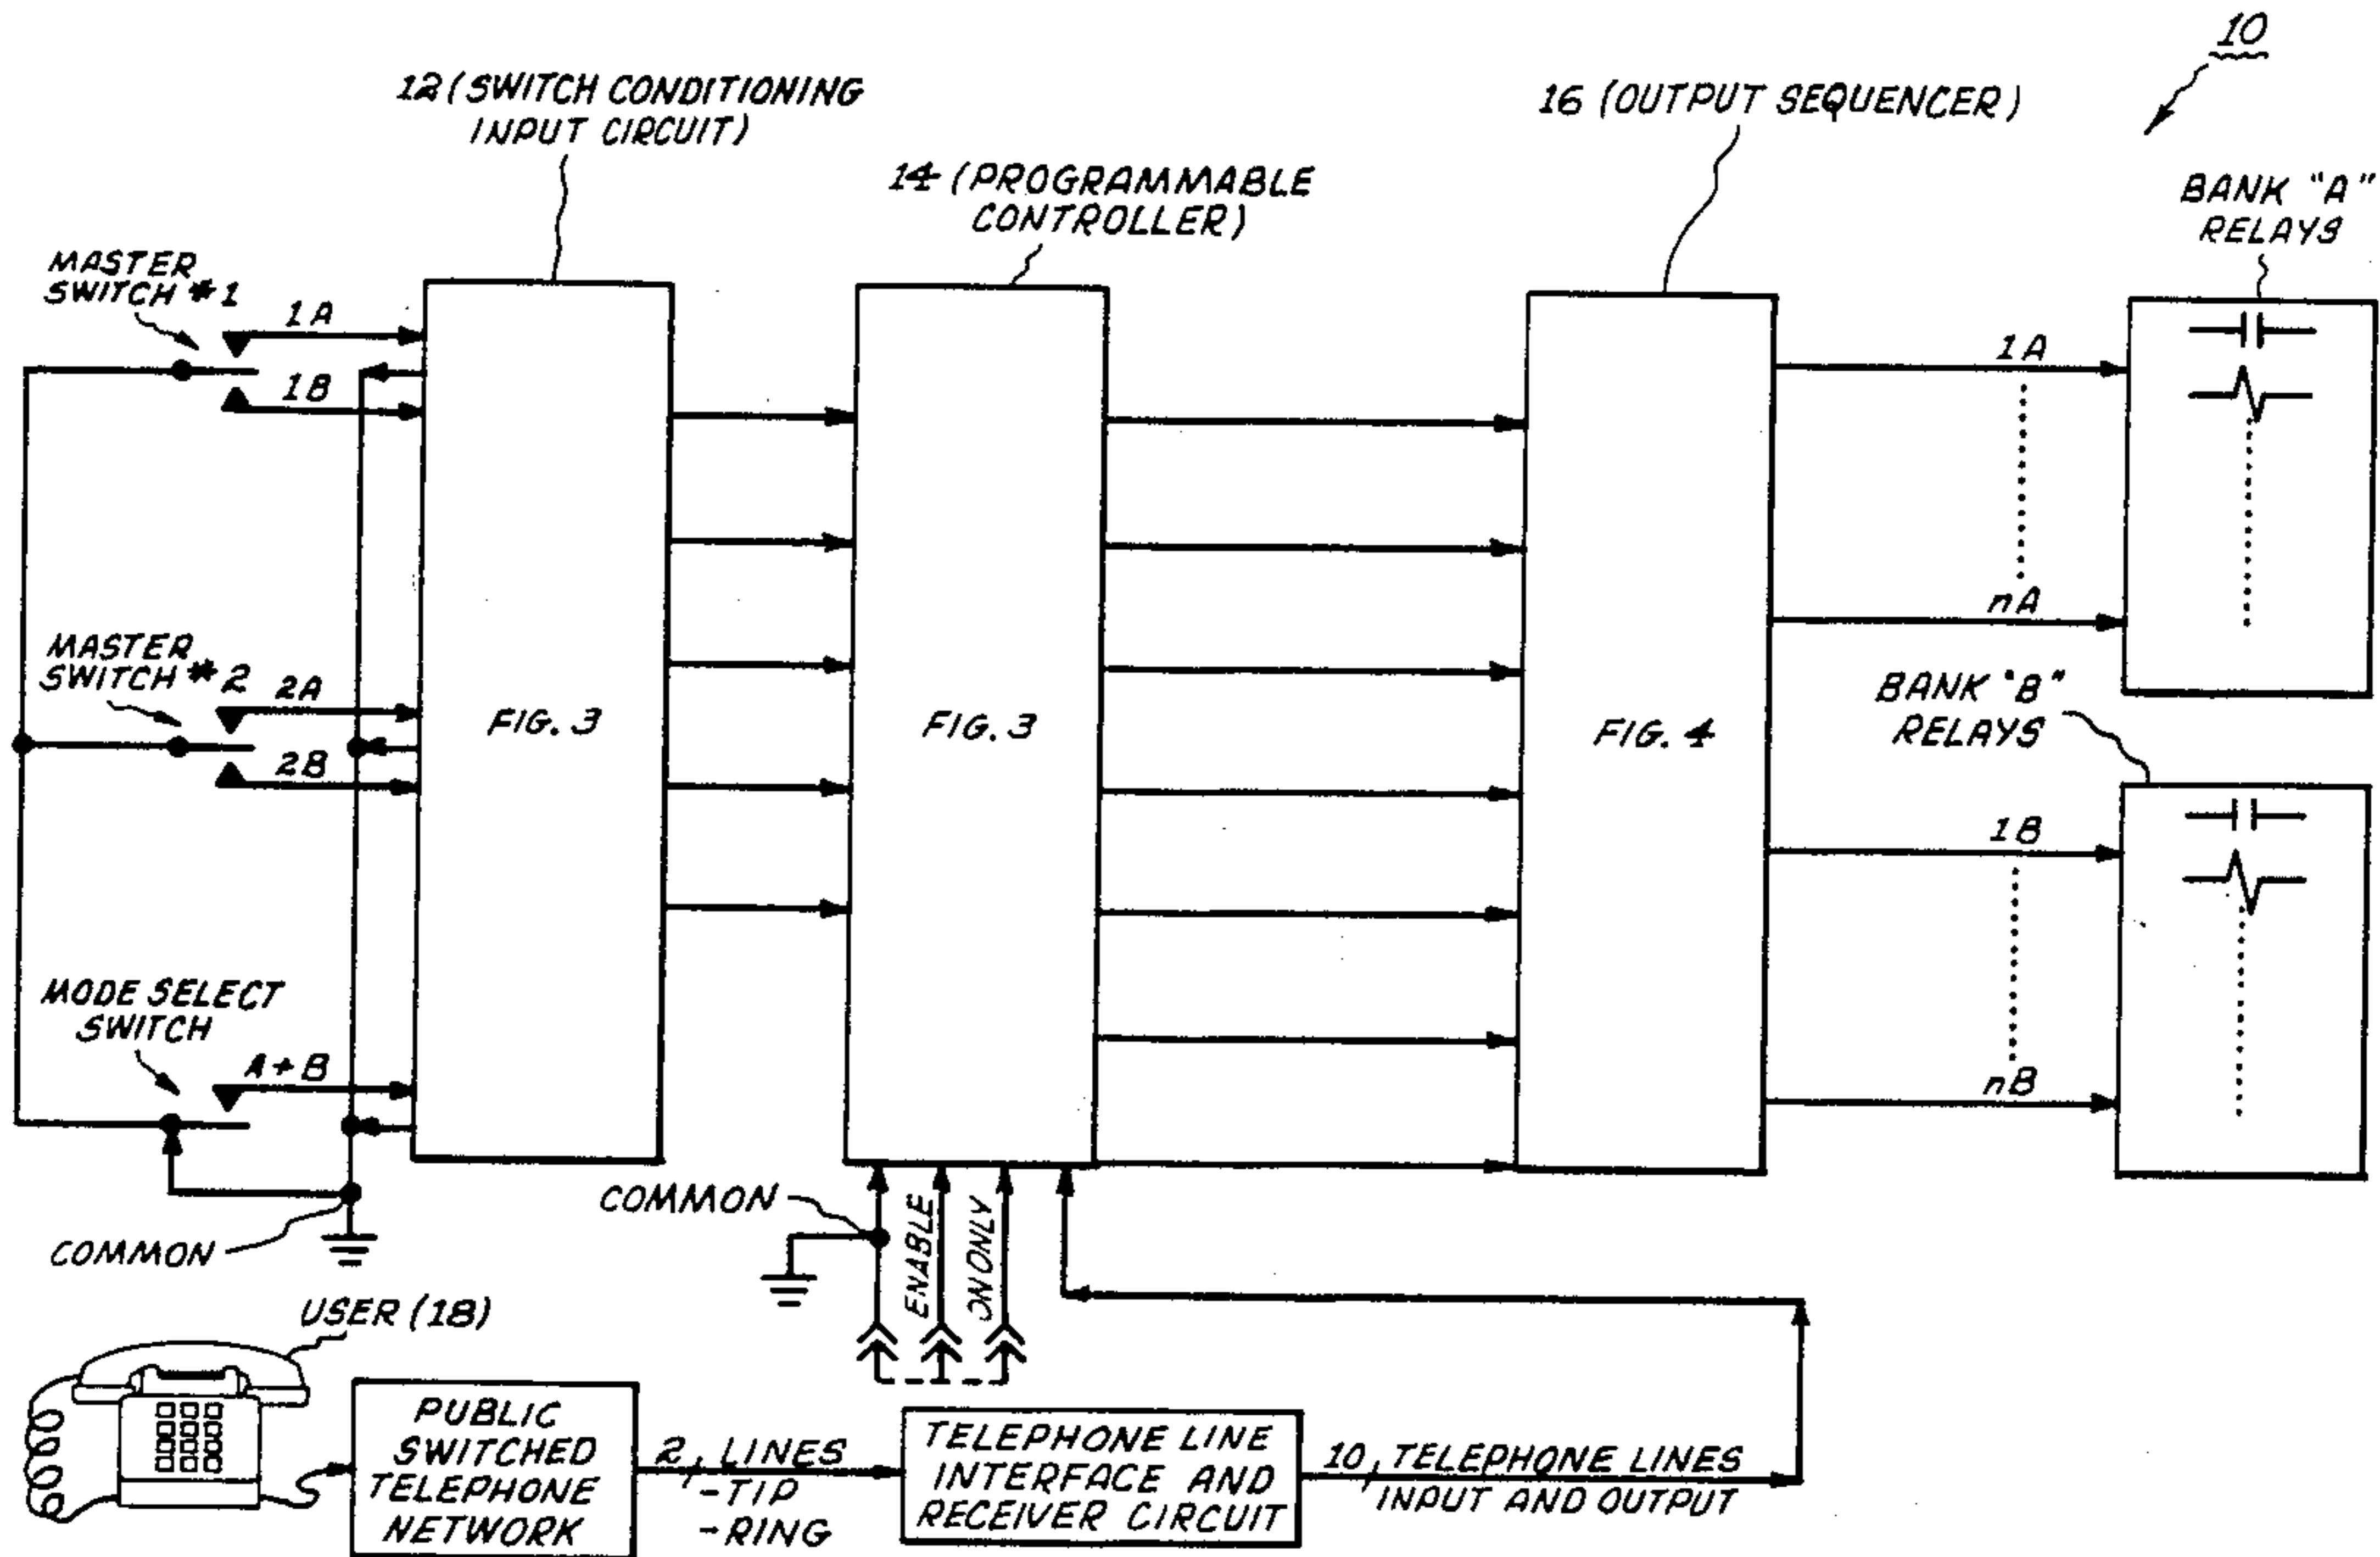 10
12 (SWITCH CONDITIONING
INPUT CIRCUIT)
16 (OUTPUT SEQUENCER)
14 (PROGRAMMABLE
CONTROLLER)
BANK "A"
RELAYS
MASTER
SWITCH #1
1A
1B
1A
nA
MASTER
SWITCH #2
2A
2B
FIG. 3
FIG. 3
FIG. 4
BANK "B"
RELAYS
1B
nB
MODE SELECT
SWITCH
A+B
COMMON
COMMON
ENABLE
ONONLY
USER (18)
PUBLIC
SWITCHED
TELEPHONE
NETWORK
2, LINES
-TIP
-RING
TELEPHONE LINE
INTERFACE AND
RECEIVER CIRCUIT
10, TELEPHONE LINES
INPUT AND OUTPUT